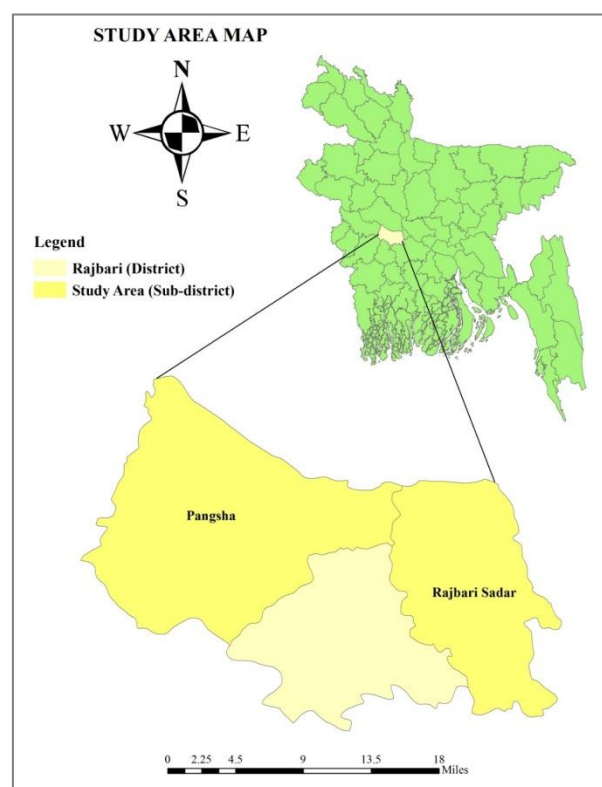 STUDY AREA MAP
N
W E
S
Legend
Rajbari (District)
Study Area (Sub-district)
Pangsha
Rajbari Sadar
0 2.25 4.5 9 13.5 18
Miles